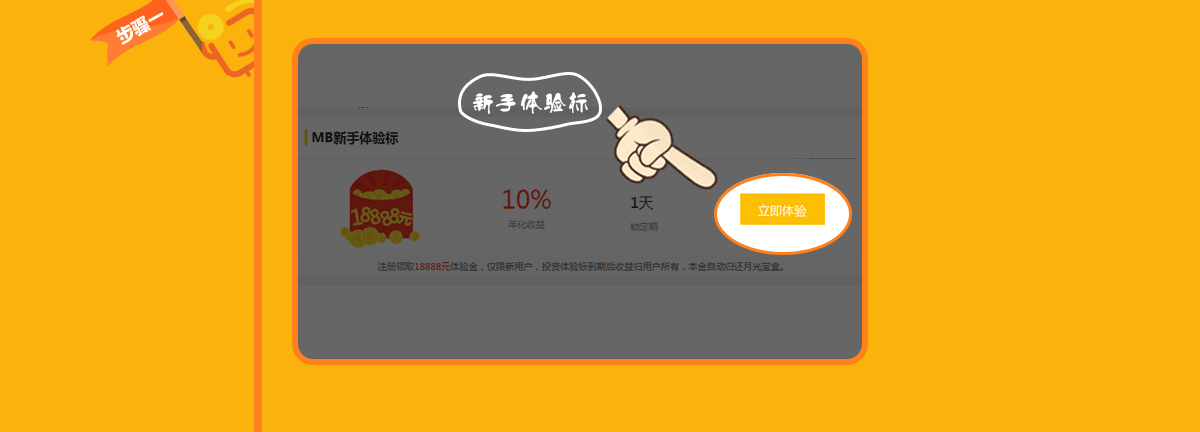 步骤一
新手体验标
MB新手体验标
18888元
10%
年化收益
1天
锁定期
立即体验
注册领取18888元体验金，仅限新用户，投资体验标到期后收益归用户所有，本金自动归还月光宝盒。